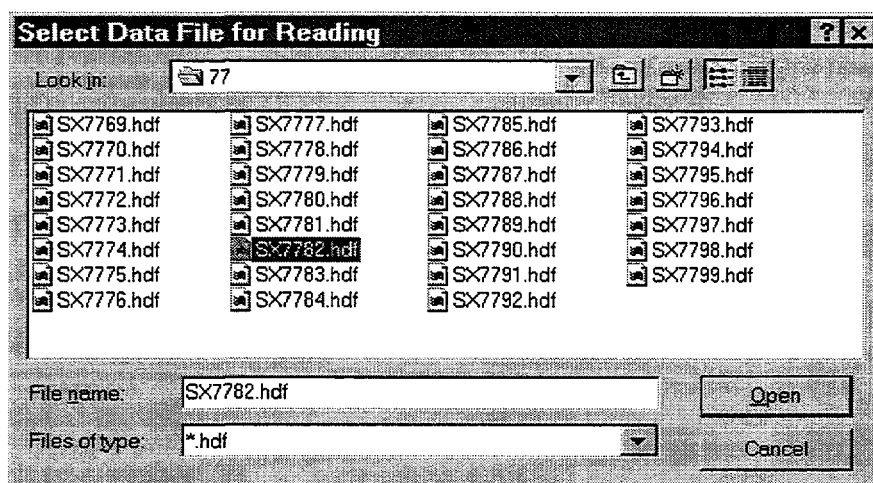 Select Data File for Reading
Look in: 77
SX7769.hdf SX7777.hdf SX7785.hdf SX7793.hdf
SX7770.hdf SX7778.hdf SX7786.hdf SX7794.hdf
SX7771.hdf SX7779.hdf SX7787.hdf SX7795.hdf
SX7772.hdf SX7780.hdf SX7788.hdf SX7796.hdf
SX7773.hdf SX7781.hdf SX7789.hdf SX7797.hdf
SX7774.hdf SX7782.hdf SX7790.hdf SX7798.hdf
SX7775.hdf SX7783.hdf SX7791.hdf SX7799.hdf
SX7776.hdf SX7784.hdf SX7792.hdf
File name: SX7782.hdf Open
Files of type: *.hdf Cancel